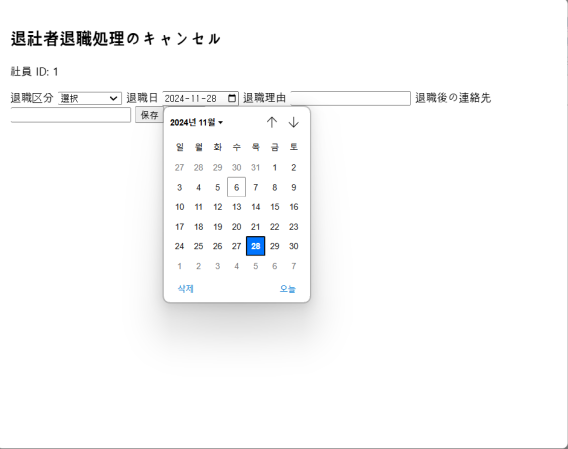 退社者退職処理のキャンセル
社員 ID: 1
退職区分 選択 退職日 2024-11-28 退職理由 退職後の連絡先
保存
2024년 11월
일 월 화 수 목 금 토
27 28 29 30 31 1 2
3 4 5 6 7 8 9
10 11 12 13 14 15 16
17 18 19 20 21 22 23
24 25 26 27 28 29 30
1 2 3 4 5 6 7
삭제 오늘